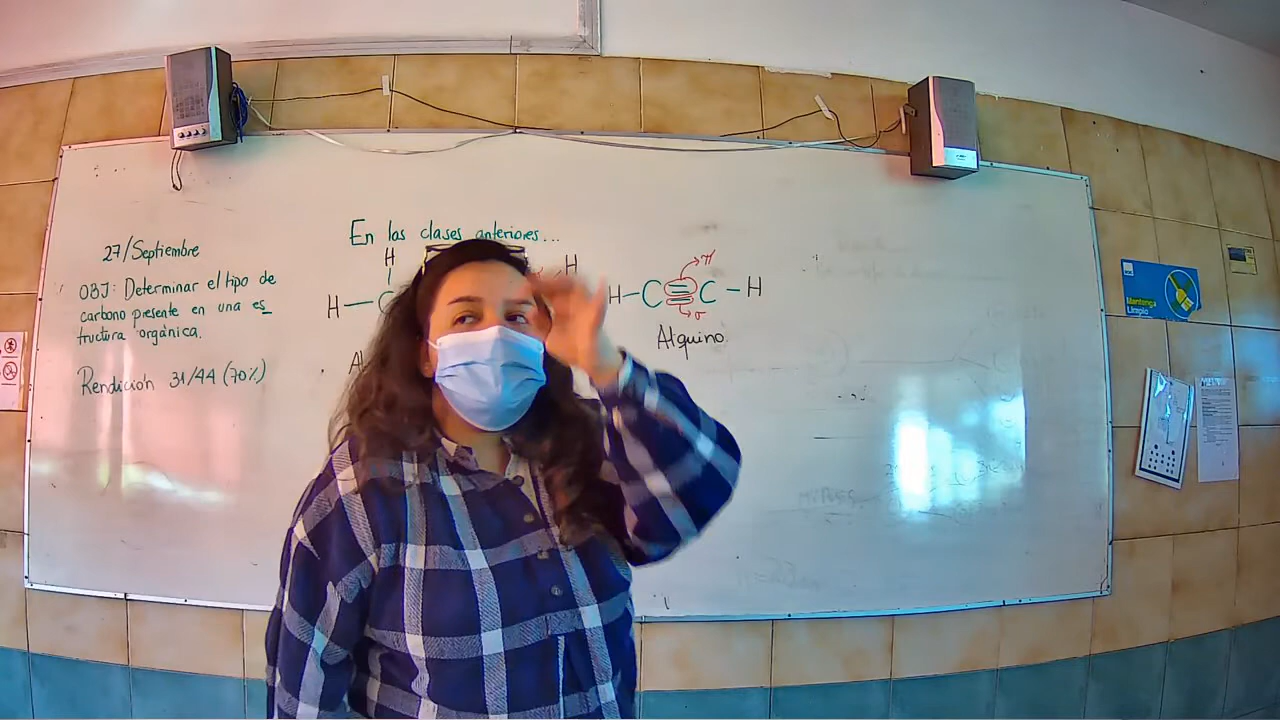 27/Septiembre
OBJ: Determinar el tipo de
carbono presente en una es
tructura orgánica.
Rendición 31/44 (70%)
En las clases anteriores...
H
H
H
C
H-C≡C-H
π
σ
Alquino
Mantenga
Limpio